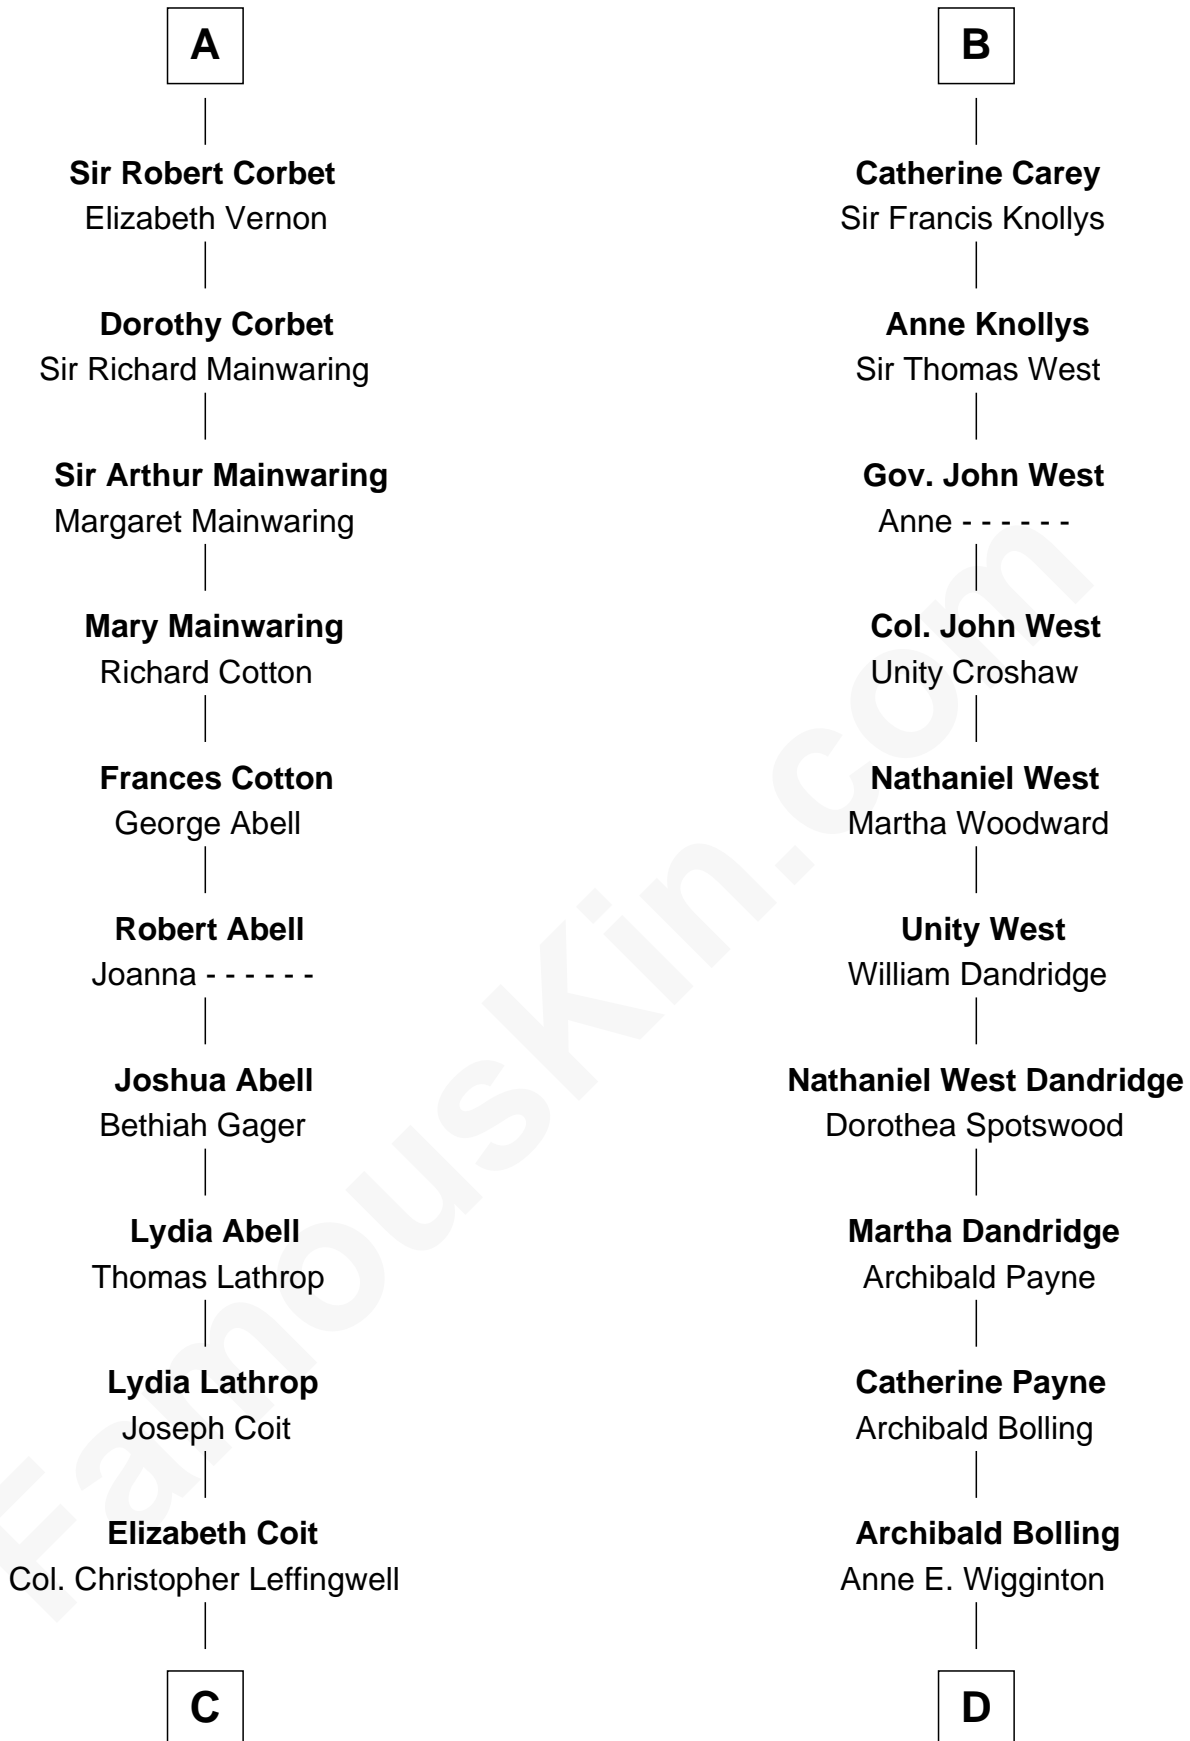 A
Sir Robert Corbet
Elizabeth Vernon
Dorothy Corbet
Sir Richard Mainwaring
Sir Arthur Mainwaring
Margaret Mainwaring
Mary Mainwaring
Richard Cotton
Frances Cotton
George Abell
Robert Abell
Joanna - - - - - -
Joshua Abell
Bethiah Gager
Lydia Abell
Thomas Lathrop
Lydia Lathrop
Joseph Coit
Elizabeth Coit
Col. Christopher Leffingwell
C
B
Catherine Carey
Sir Francis Knollys
Anne Knollys
Sir Thomas West
Gov. John West
Anne - - - - - -
Col. John West
Unity Croshaw
Nathaniel West
Martha Woodward
Unity West
William Dandridge
Nathaniel West Dandridge
Dorothea Spotswood
Martha Dandridge
Archibald Payne
Catherine Payne
Archibald Bolling
Archibald Bolling
Anne E. Wigginton
D
FamousKin.com